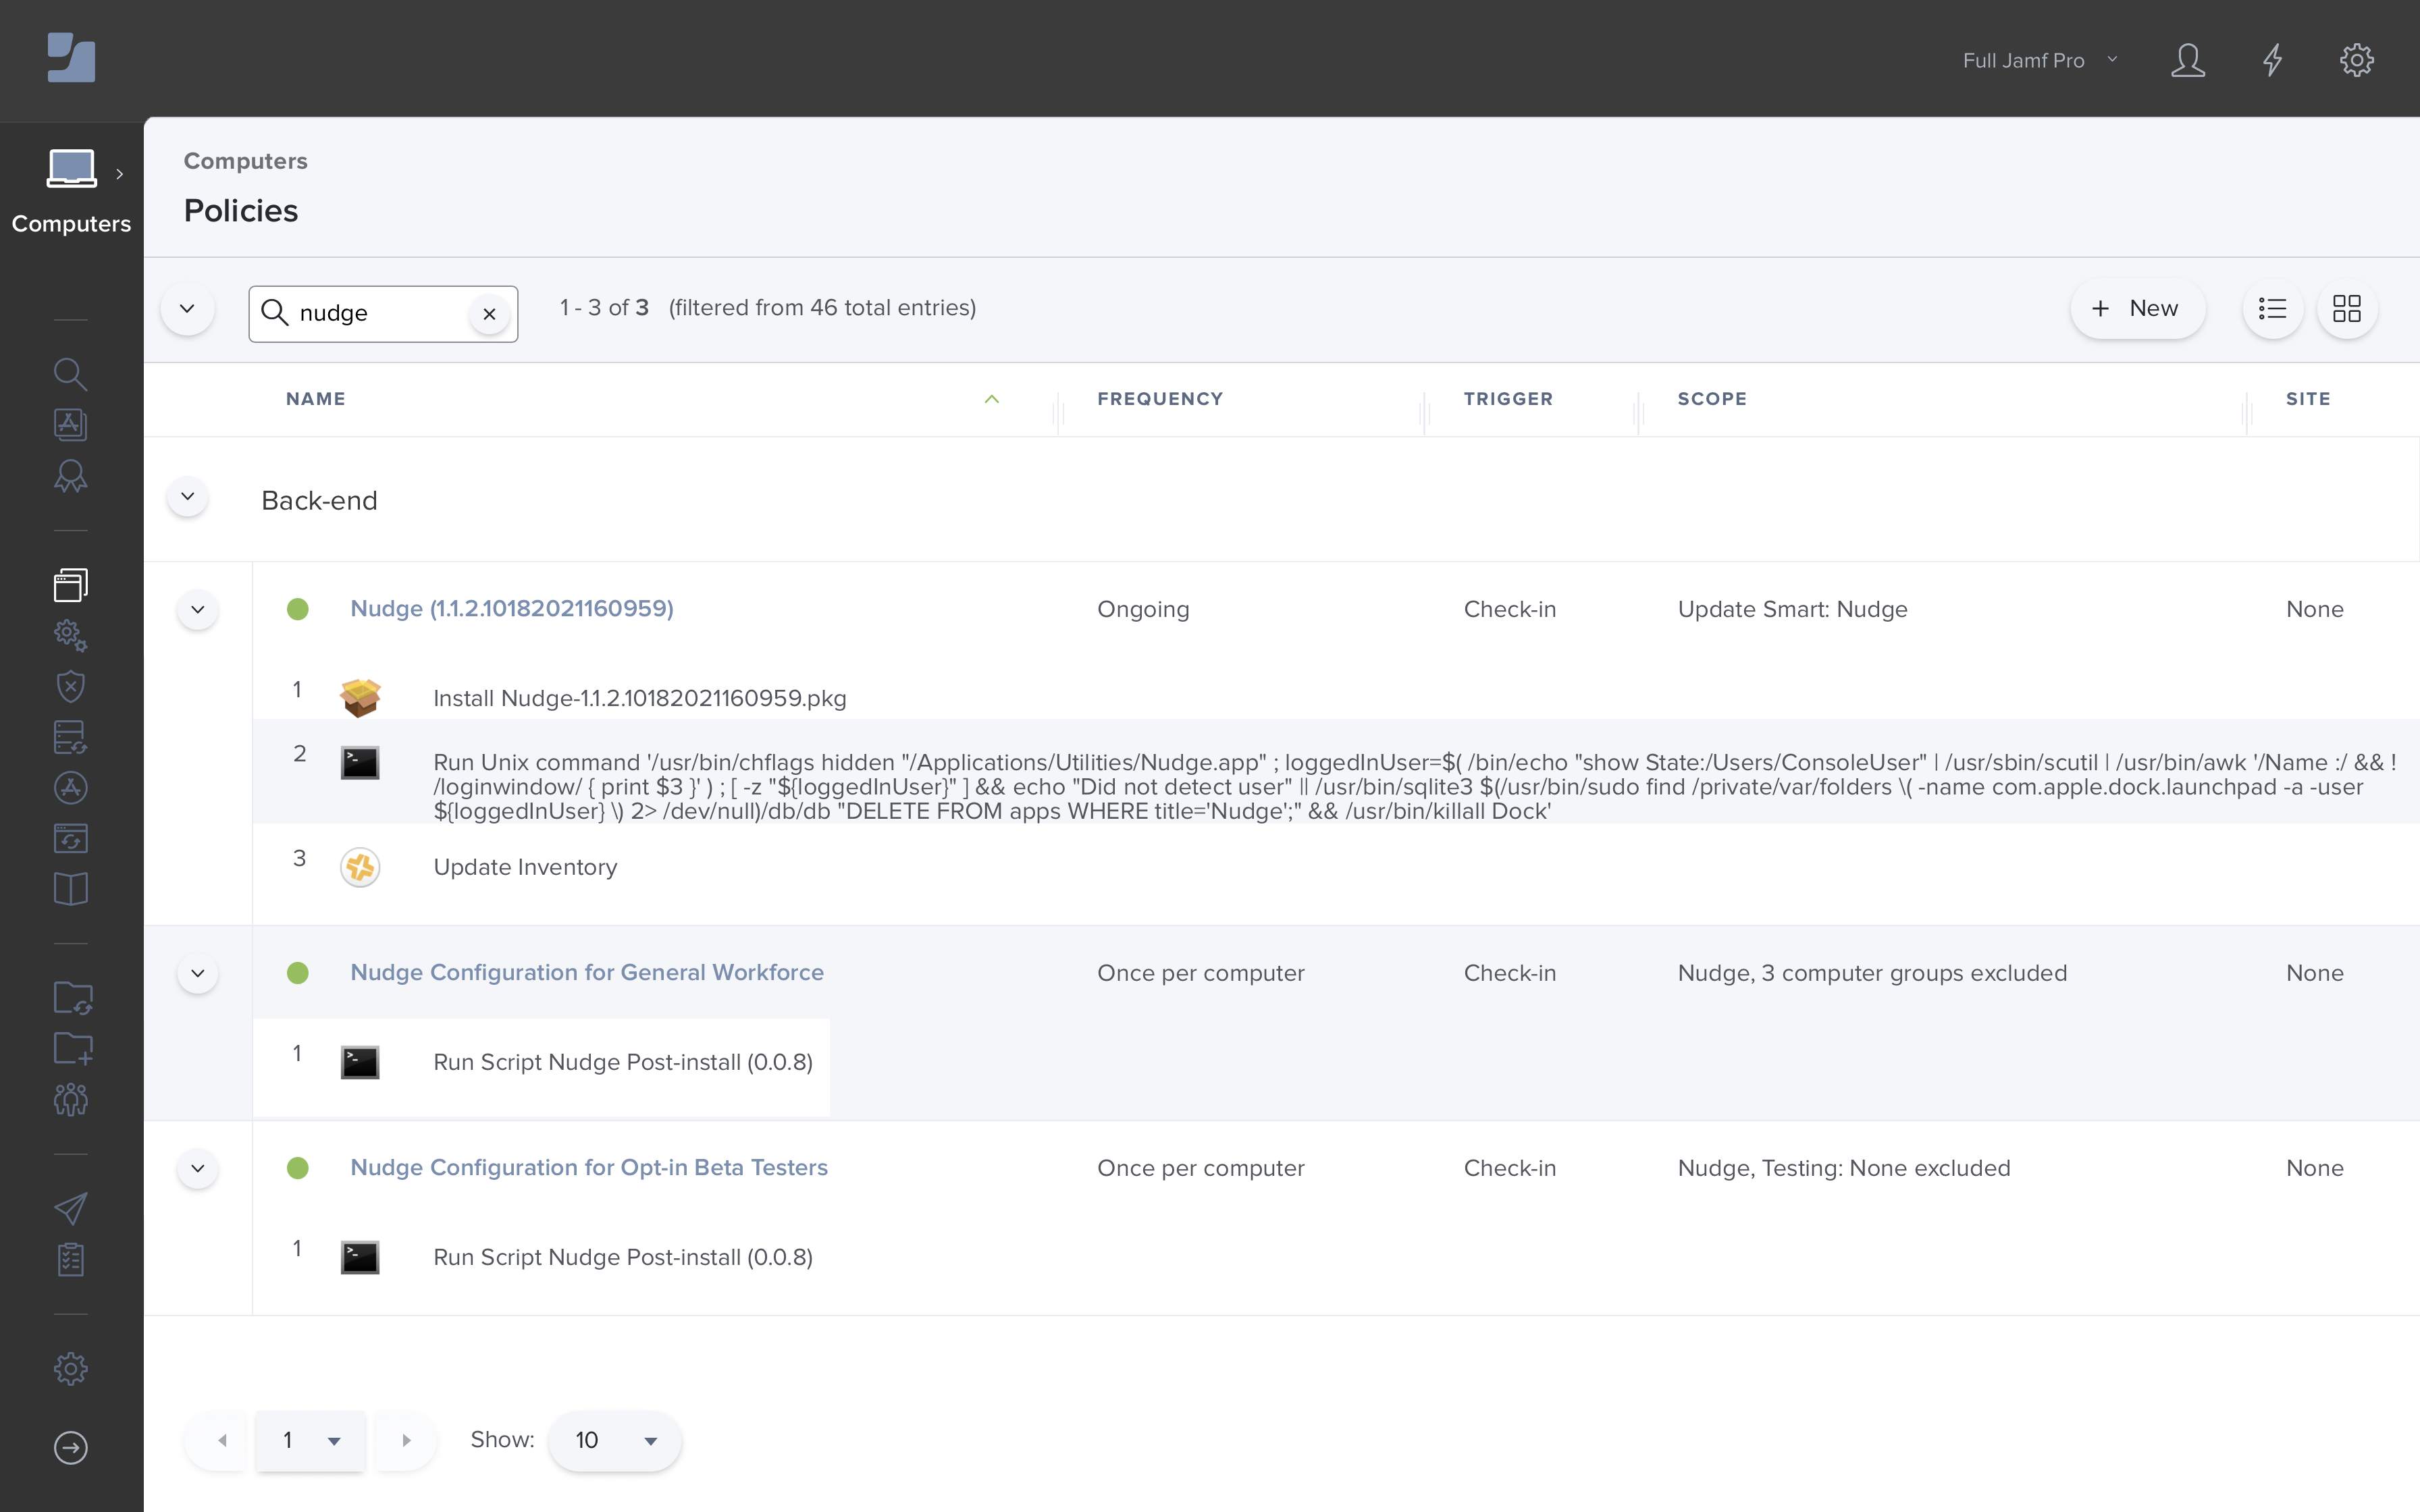 Full Jamf Pro
Computers
Computers
Policies
nudge
1 - 3 of 3 (filtered from 46 total entries)
+ New
NAME FREQUENCY TRIGGER SCOPE SITE
Back-end
Nudge (1.1.2.10182021160959) Ongoing Check-in Update Smart: Nudge None
1 Install Nudge-1.1.2.10182021160959.pkg
2 Run Unix command '/usr/bin/chflags hidden "/Applications/Utilities/Nudge.app" ; loggedInUser=$( /bin/echo "show State:/Users/ConsoleUser" | /usr/sbin/scutil | /usr/bin/awk '/Name :/ && !
/loginwindow/ { print $3 }' ) ; [ -z "${loggedInUser}" ] && echo "Did not detect user" || /usr/bin/sqlite3 $(/usr/bin/sudo find /private/var/folders \( -name com.apple.dock.launchpad -a -user
${loggedInUser} \) 2> /dev/null)/db/db "DELETE FROM apps WHERE title='Nudge';" && /usr/bin/killall Dock'
3 Update Inventory
Nudge Configuration for General Workforce Once per computer Check-in Nudge, 3 computer groups excluded None
1 Run Script Nudge Post-install (0.0.8)
Nudge Configuration for Opt-in Beta Testers Once per computer Check-in Nudge, Testing: None excluded None
1 Run Script Nudge Post-install (0.0.8)
1 Show: 10